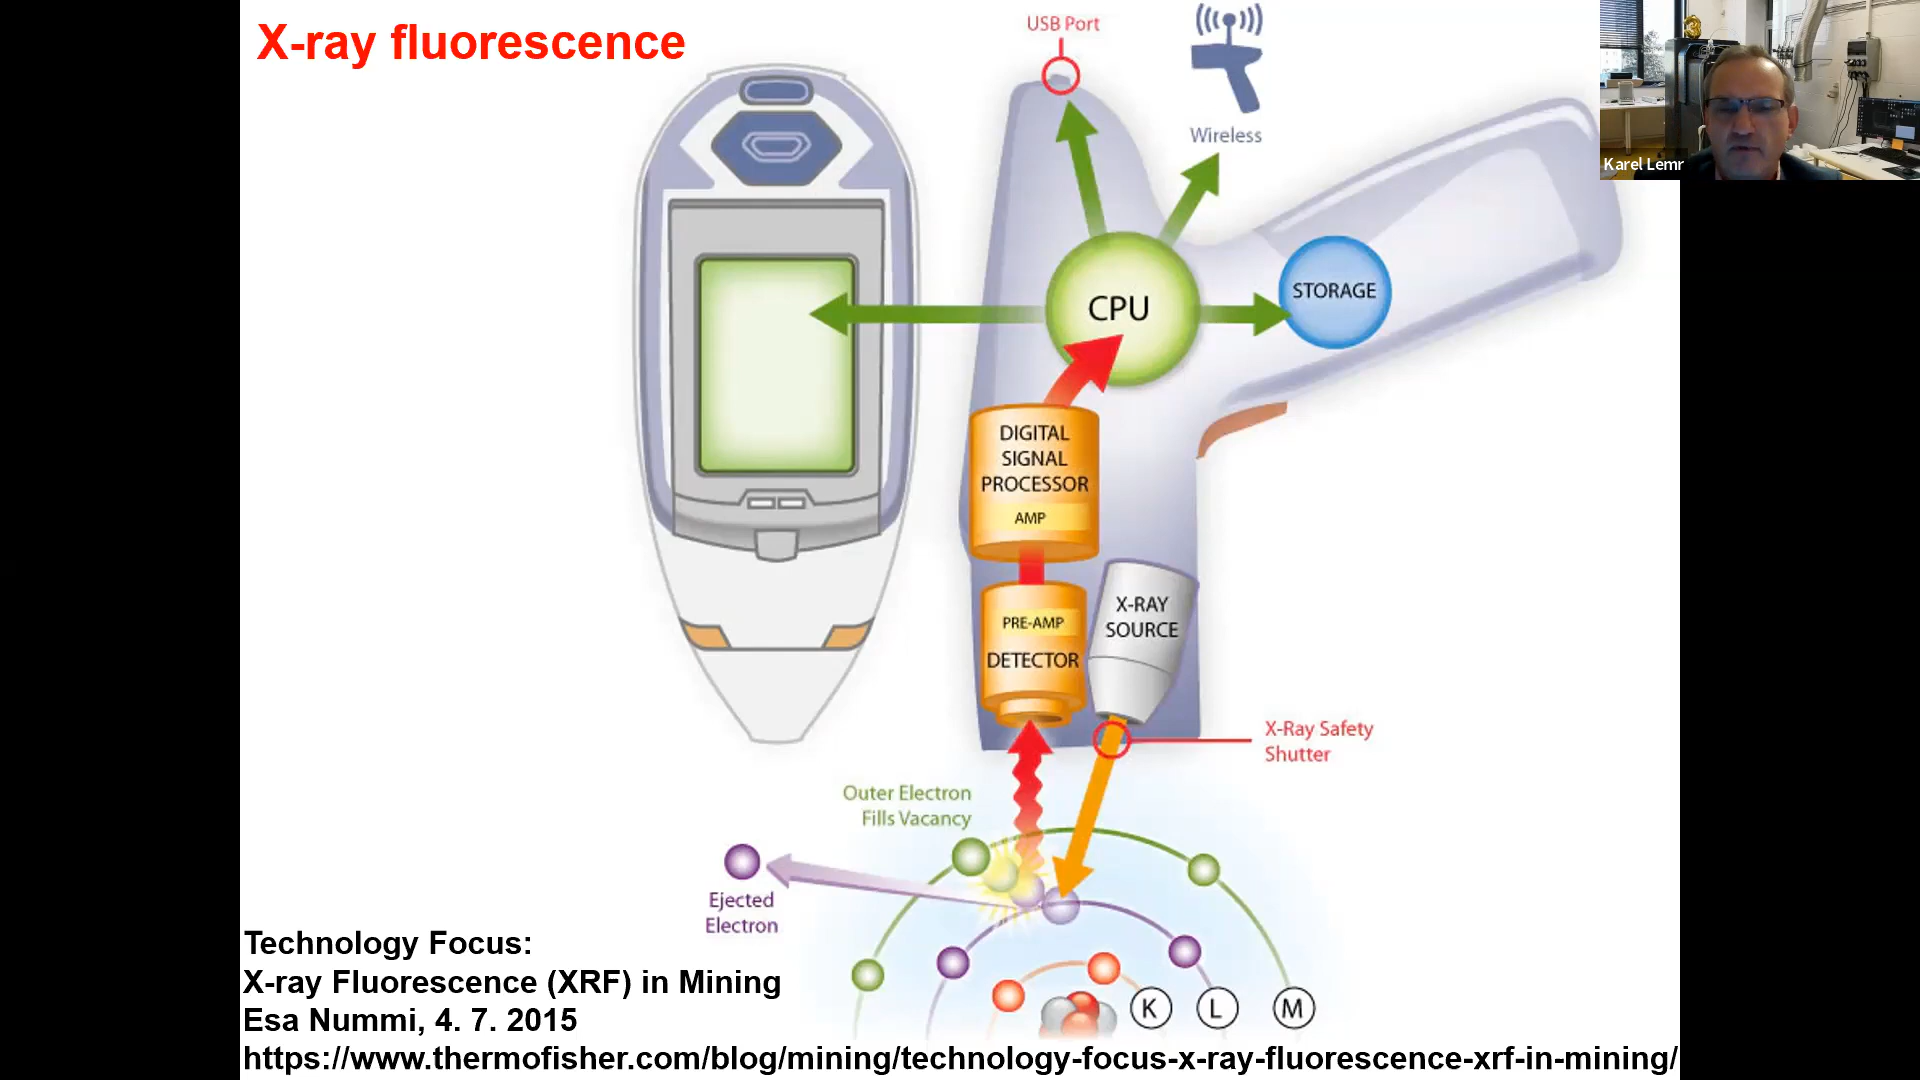 X-ray fluorescence
USB Port
Wireless
Karel Lemr
CPU
STORAGE
DIGITAL
SIGNAL
PROCESSOR
AMP
PRE-AMP
DETECTOR
X-RAY
SOURCE
X-Ray Safety
Shutter
Outer Electron
Fills Vacancy
Ejected
Electron
K
L
M
Technology Focus:
X-ray Fluorescence (XRF) in Mining
Esa Nummi, 4. 7. 2015
https://www.thermofisher.com/blog/mining/technology-focus-x-ray-fluorescence-xrf-in-mining/